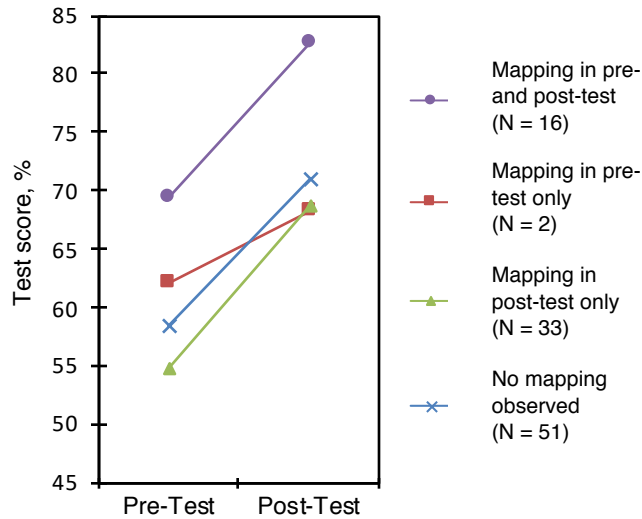 85
80
75
70
65
60
55
50
45
Test score, %
Pre-Test
Post-Test
Mapping in pre-
and post-test
(N = 16)
Mapping in pre-
test only
(N = 2)
Mapping in
post-test only
(N = 33)
No mapping
observed
(N = 51)